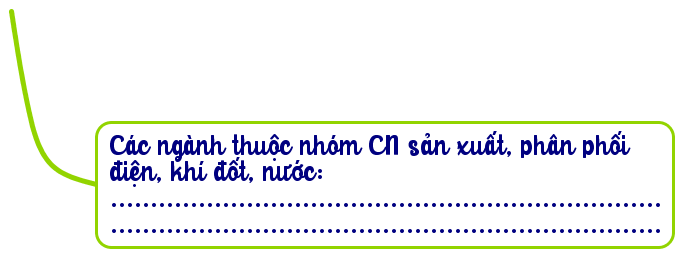 Các ngành thuộc nhóm CN sản xuất, phân phối
điện, khí đốt, nước:
......................................................................
......................................................................